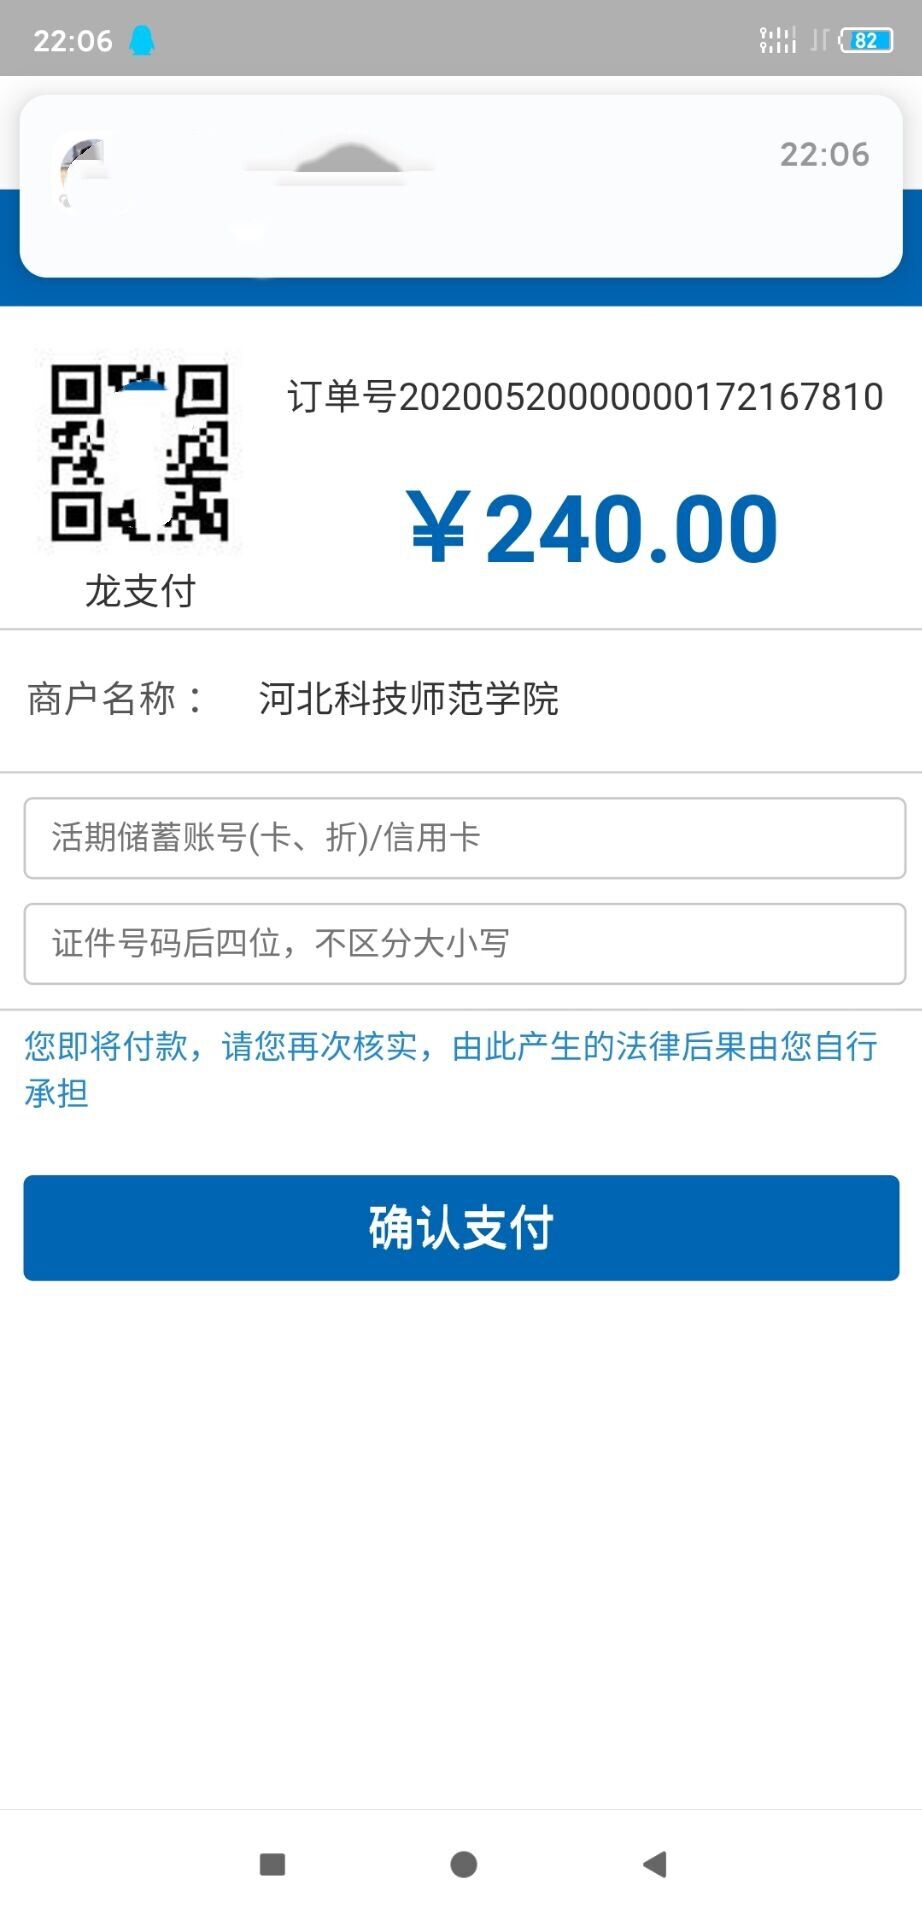 22:06
82
22:06
订单号20200520000000172167810
￥240.00
龙支付
商户名称： 河北科技师范学院
活期储蓄账号(卡、折)/信用卡
证件号码后四位，不区分大小写
您即将付款，请您再次核实，由此产生的法律后果由您自行
承担
确认支付